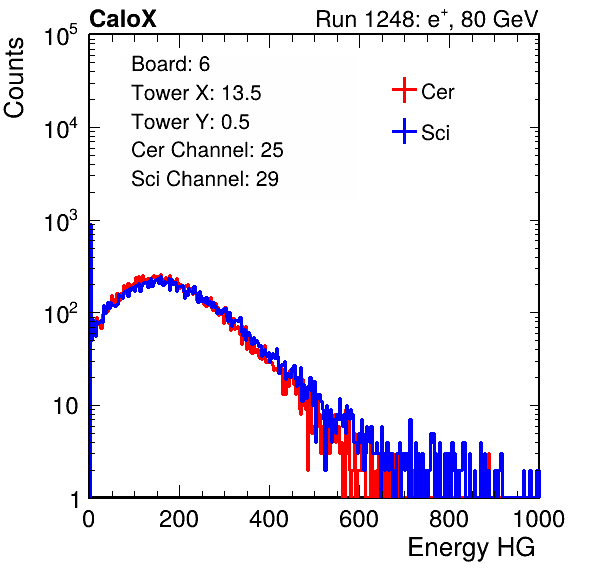 CaloX Run 1248: e⁺, 80 GeV
Counts
Board: 6
Tower X: 13.5
Tower Y: 0.5
Cer Channel: 25
Sci Channel: 29
Cer
Sci
10⁵
10⁴
10³
10²
10
1
0 200 400 600 800 1000
Energy HG